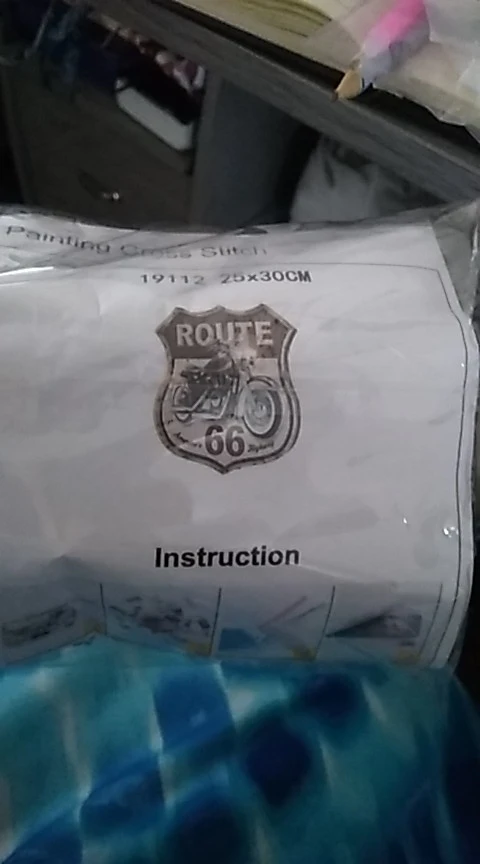 Painting Cross Stitch
19112 25x30CM
ROUTE
66
Instruction